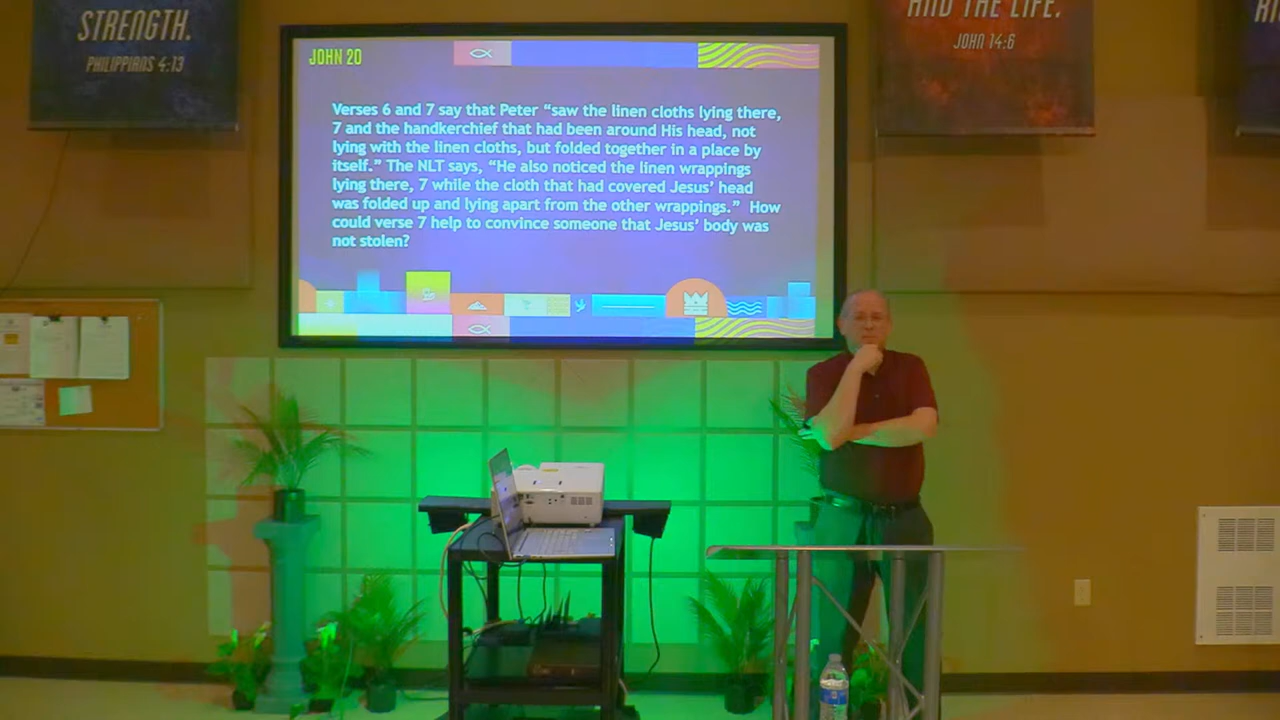 STRENGTH.
PHILIPPIANS 4:13
AND THE LIFE.
JOHN 14:6
JOHN 20
Verses 6 and 7 say that Peter “saw the linen cloths lying there,
7 and the handkerchief that had been around His head, not
lying with the linen cloths, but folded together in a place by
itself.” The NLT says, “He also noticed the linen wrappings
lying there, 7 while the cloth that had covered Jesus’ head
was folded up and lying apart from the other wrappings.” How
could verse 7 help to convince someone that Jesus’ body was
not stolen?